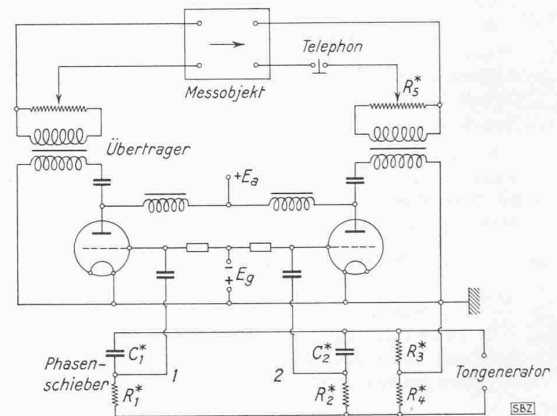 Telephon
Messobjekt
R5*
Übertrager
+Ea
Eg
−
+
Phasen-
schieber
C1*
R1*
1
2
C2*
R2*
R3*
R4*
Tongenerator
SBZ